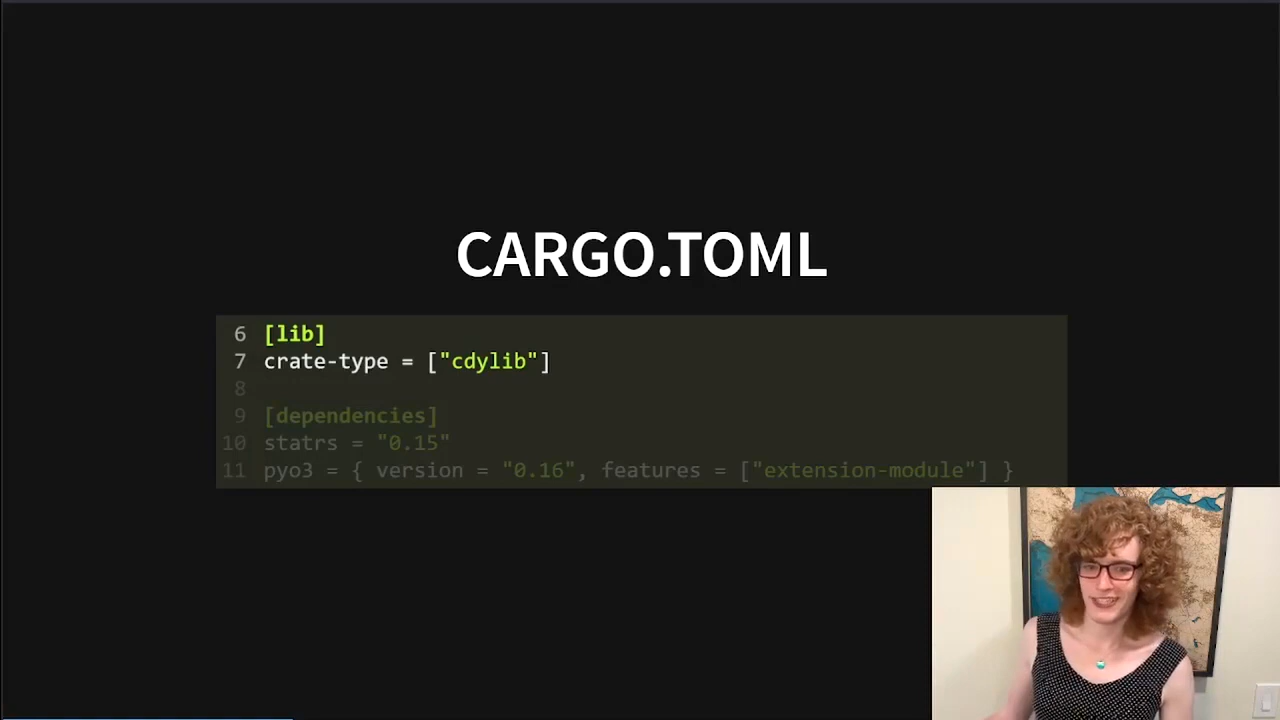 CARGO.TOML
6 [lib]
7 crate-type = ["cdylib"]
8
9 [dependencies]
10 statrs = "0.15"
11 pyo3 = { version = "0.16", features = ["extension-module"] }